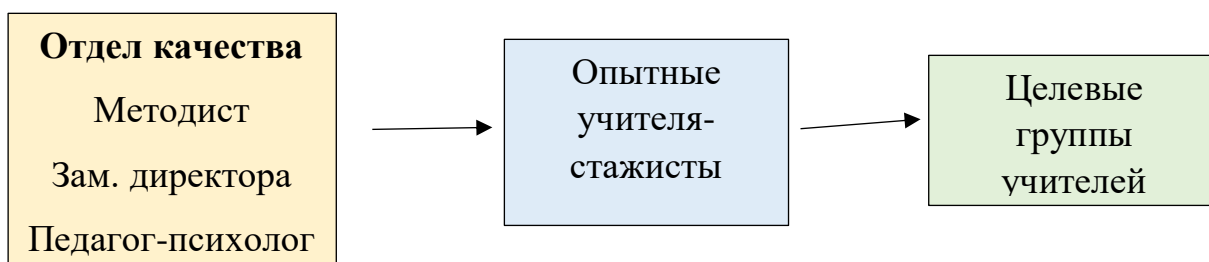 Отдел качества
Методист
Зам. директора
Педагог-психолог
Опытные
учителя-
стажисты
Целевые
группы
учителей